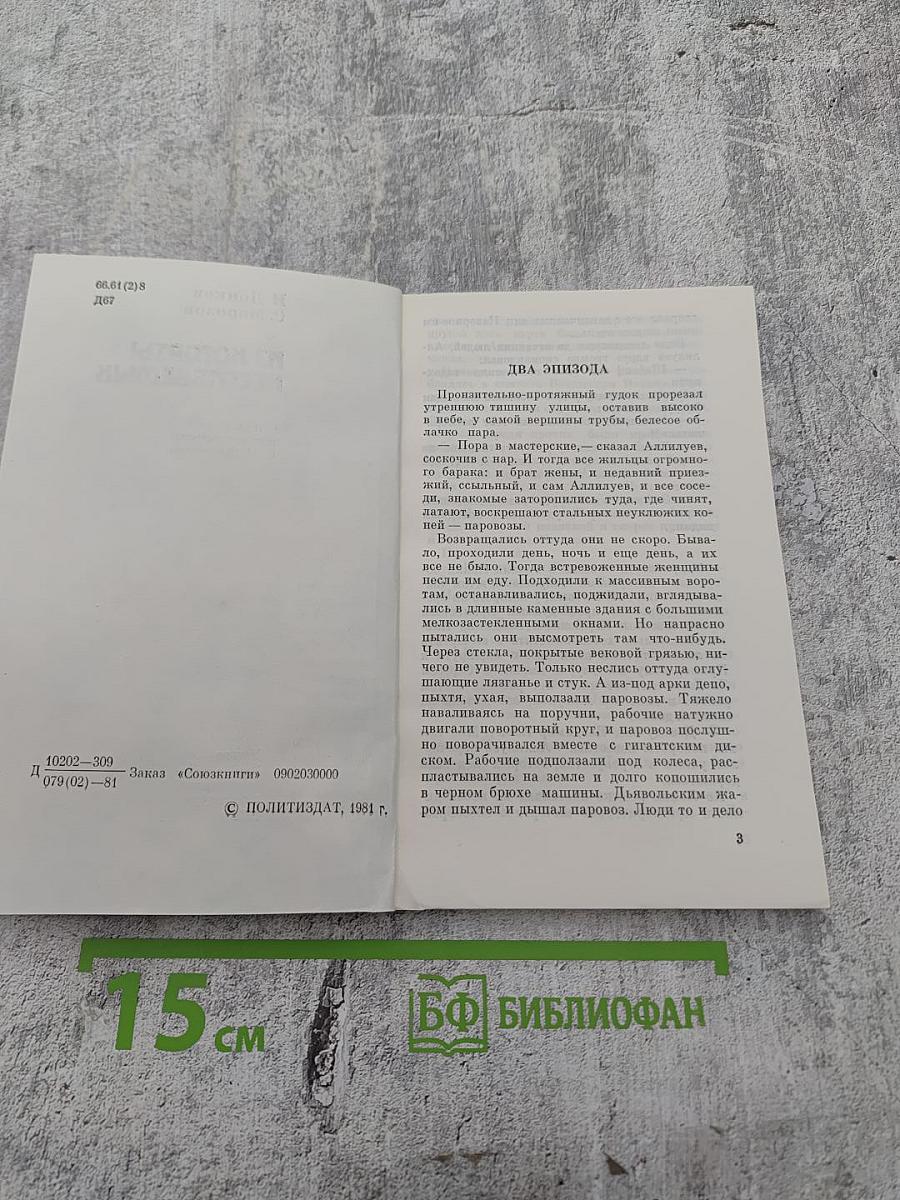 66.61(2)8
Д67
Д 10202—309
079(02)—81 Заказ «Союзкниги» 0902030000
© ПОЛИТИЗДАТ, 1981 г.
ДВА ЭПИЗОДА
Пронзительно-протяжный гудок прорезал
утреннюю тишину улицы, оставив высоко
в небе, у самой вершины трубы, белесое об-
лачко пара.
— Пора в мастерские,— сказал Аллилуев,
соскочив с нар. И тогда все жильцы огромно-
го барака: и брат жены, и недавний приез-
жий, ссыльный, и сам Аллилуев, и все сосе-
ди, знакомые заторопились туда, где чинят,
латают, воскрешают стальных неуклюжих ко-
ней — паровозы.
Возвращались оттуда они не скоро. Быва-
ло, проходили день, ночь и еще день, а их
все не было. Тогда встревоженные женщины
несли им еду. Подходили к массивным воро-
там, останавливались, поджидали, вглядыва-
лись в длинные каменные здания с большими
мелкозастекленными окнами. Но напрасно
пытались они высмотреть там что-нибудь.
Через стекла, покрытые вековой грязью, ни-
чего не увидеть. Только неслись оттуда оглу-
шающие лязганье и стук. А из-под арки депо,
пыхтя, ухая, выползали паровозы. Тяжело
наваливаясь на поручни, рабочие натужно
двигали поворотный круг, и паровоз послуш-
но поворачивался вместе с гигантским ди-
ском. Рабочие подползали под колеса, рас-
пластывались на земле и долго копошились
в черном брюхе машины. Дьявольским жа-
ром пыхтел и дышал паровоз. Люди то и дело
3
15 см
БФ БИБЛИОФАН